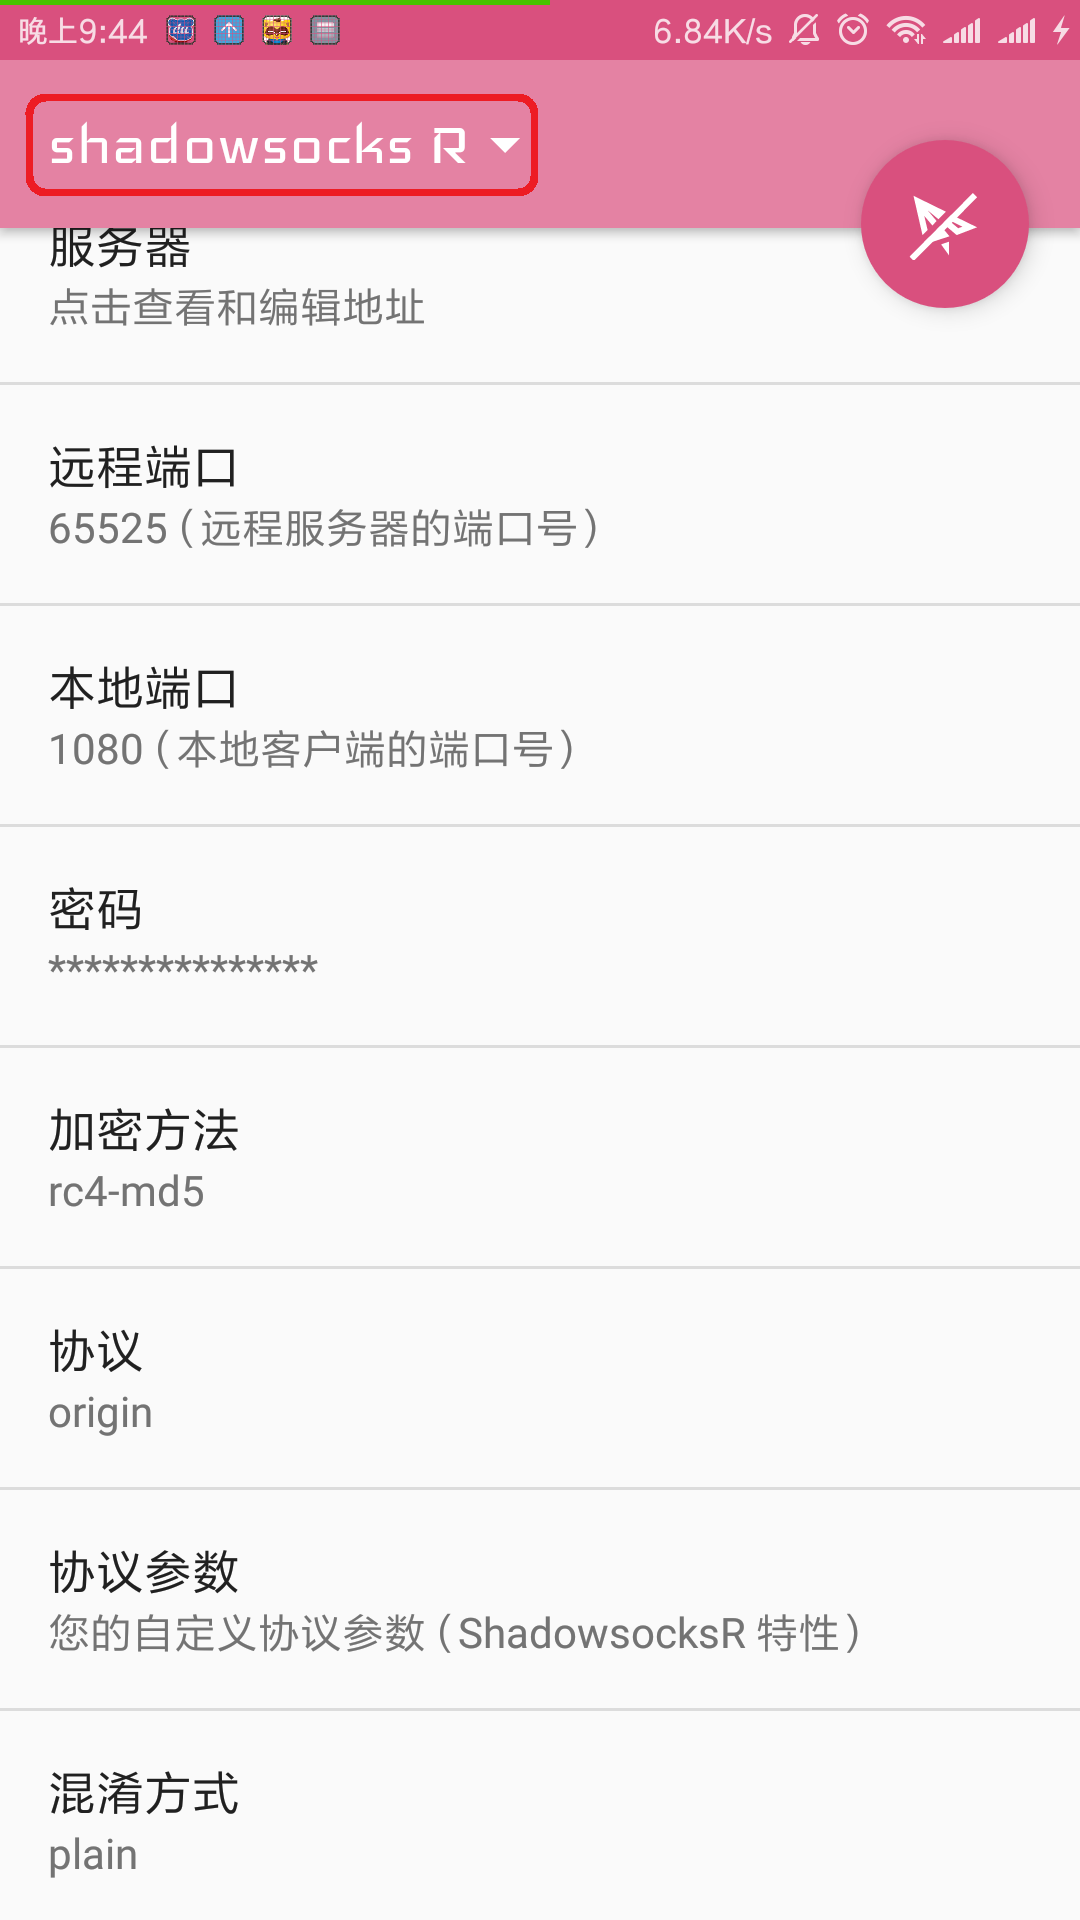 晚上9:44 6.84K/s
shadowsocks R
服务器
点击查看和编辑地址
远程端口
65525（远程服务器的端口号）
本地端口
1080（本地客户端的端口号）
密码
***************
加密方法
rc4-md5
协议
origin
协议参数
您的自定义协议参数（ShadowsocksR 特性）
混淆方式
plain